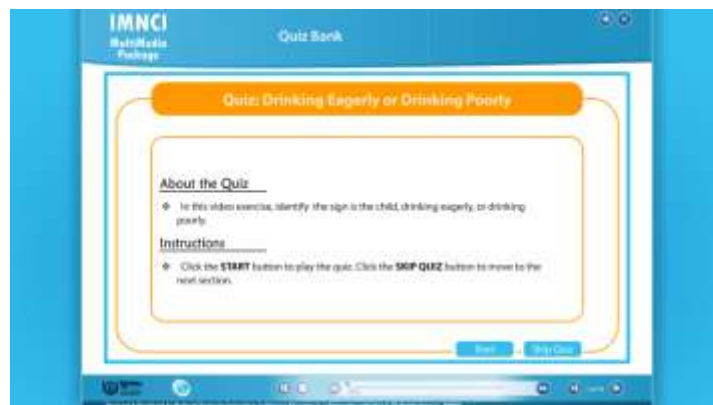 IMNCI
MultiMedia
Package
Quiz Bank
Quiz: Drinking Eagerly or Drinking Poorly
About the Quiz
❖ In this video exercise, identify the sign is the child, drinking eagerly, or drinking
poorly.
Instructions
❖ Click the START button to play the quiz. Click the SKIP QUIZ button to move to the
next section.
Start
Skip Quiz